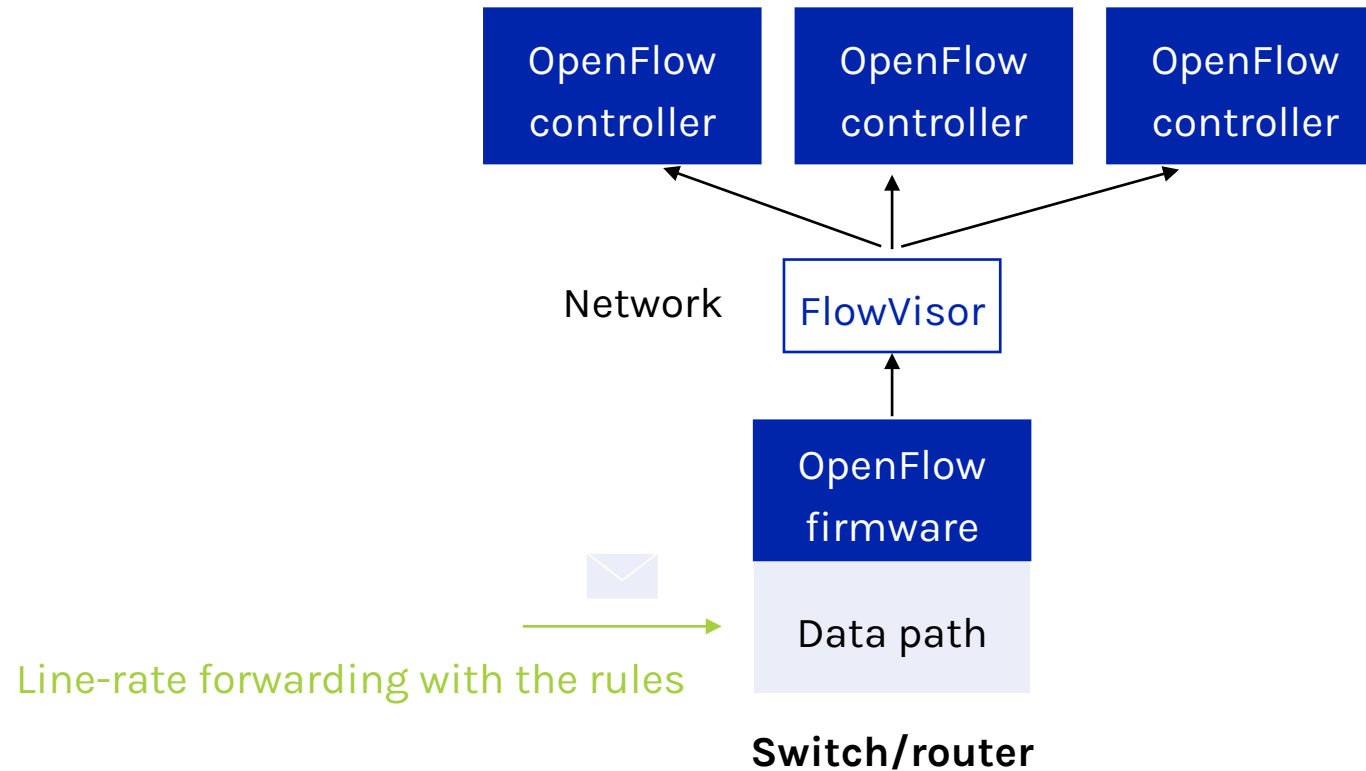 OpenFlow
controller
OpenFlow
controller
OpenFlow
controller
Network
FlowVisor
OpenFlow
firmware
Data path
Line-rate forwarding with the rules
Switch/router